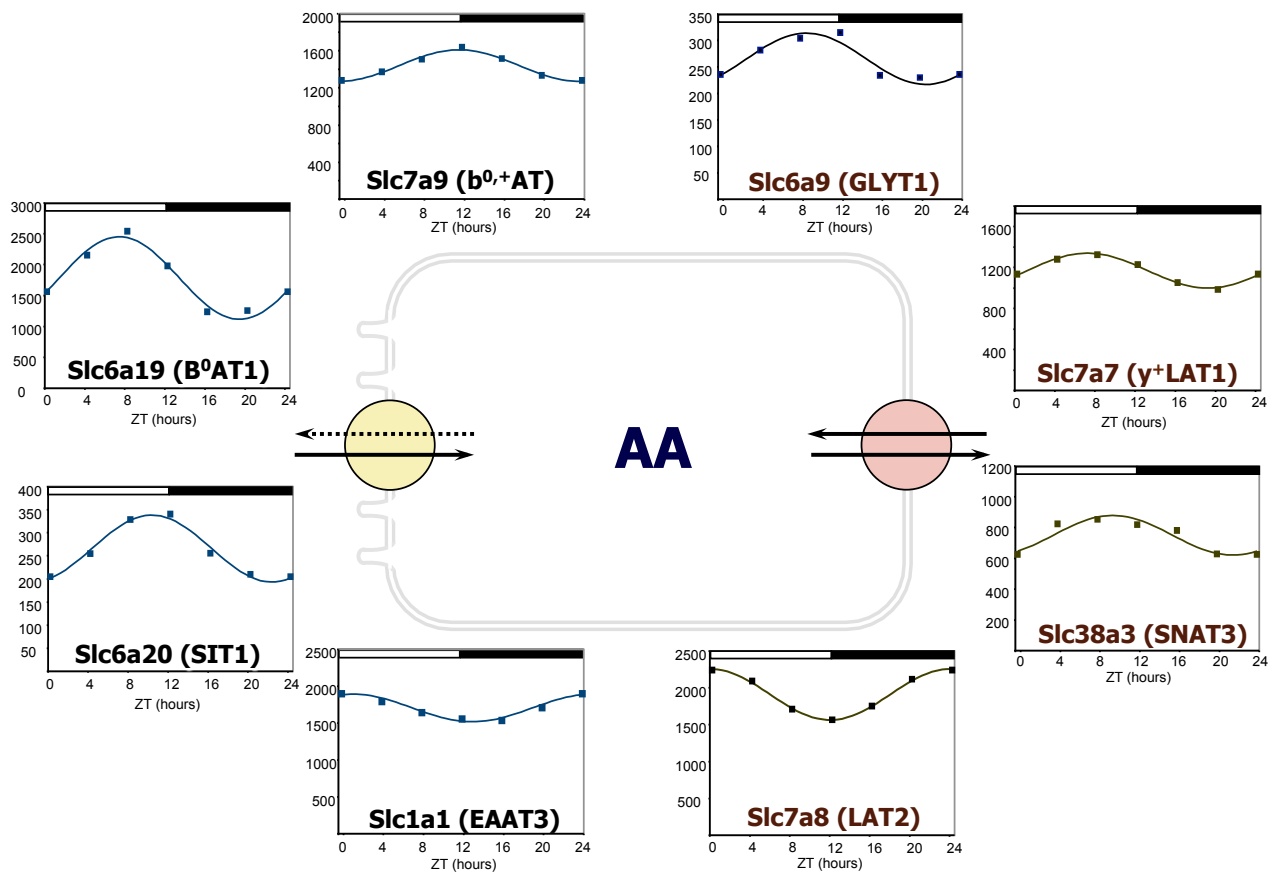 2000
1600
1200
800
400
Slc7a9 (b⁰,⁺AT)
0 4 8 12 16 20 24
ZT (hours)
350
300
250
200
150
100
50
Slc6a9 (GLYT1)
0 4 8 12 16 20 24
ZT (hours)
3000
2500
2000
1500
1000
500
0
Slc6a19 (B⁰AT1)
0 4 8 12 16 20 24
ZT (hours)
1600
1200
800
400
Slc7a7 (y⁺LAT1)
0 4 8 12 16 20 24
ZT (hours)
AA
400
350
300
250
200
150
100
50
Slc6a20 (SIT1)
0 4 8 12 16 20 24
ZT (hours)
1200
1000
800
600
400
200
Slc38a3 (SNAT3)
0 4 8 12 16 20 24
ZT (hours)
2500
2000
1500
1000
500
Slc1a1 (EAAT3)
0 4 8 12 16 20 24
ZT (hours)
2500
2000
1500
1000
500
Slc7a8 (LAT2)
0 4 8 12 16 20 24
ZT (hours)